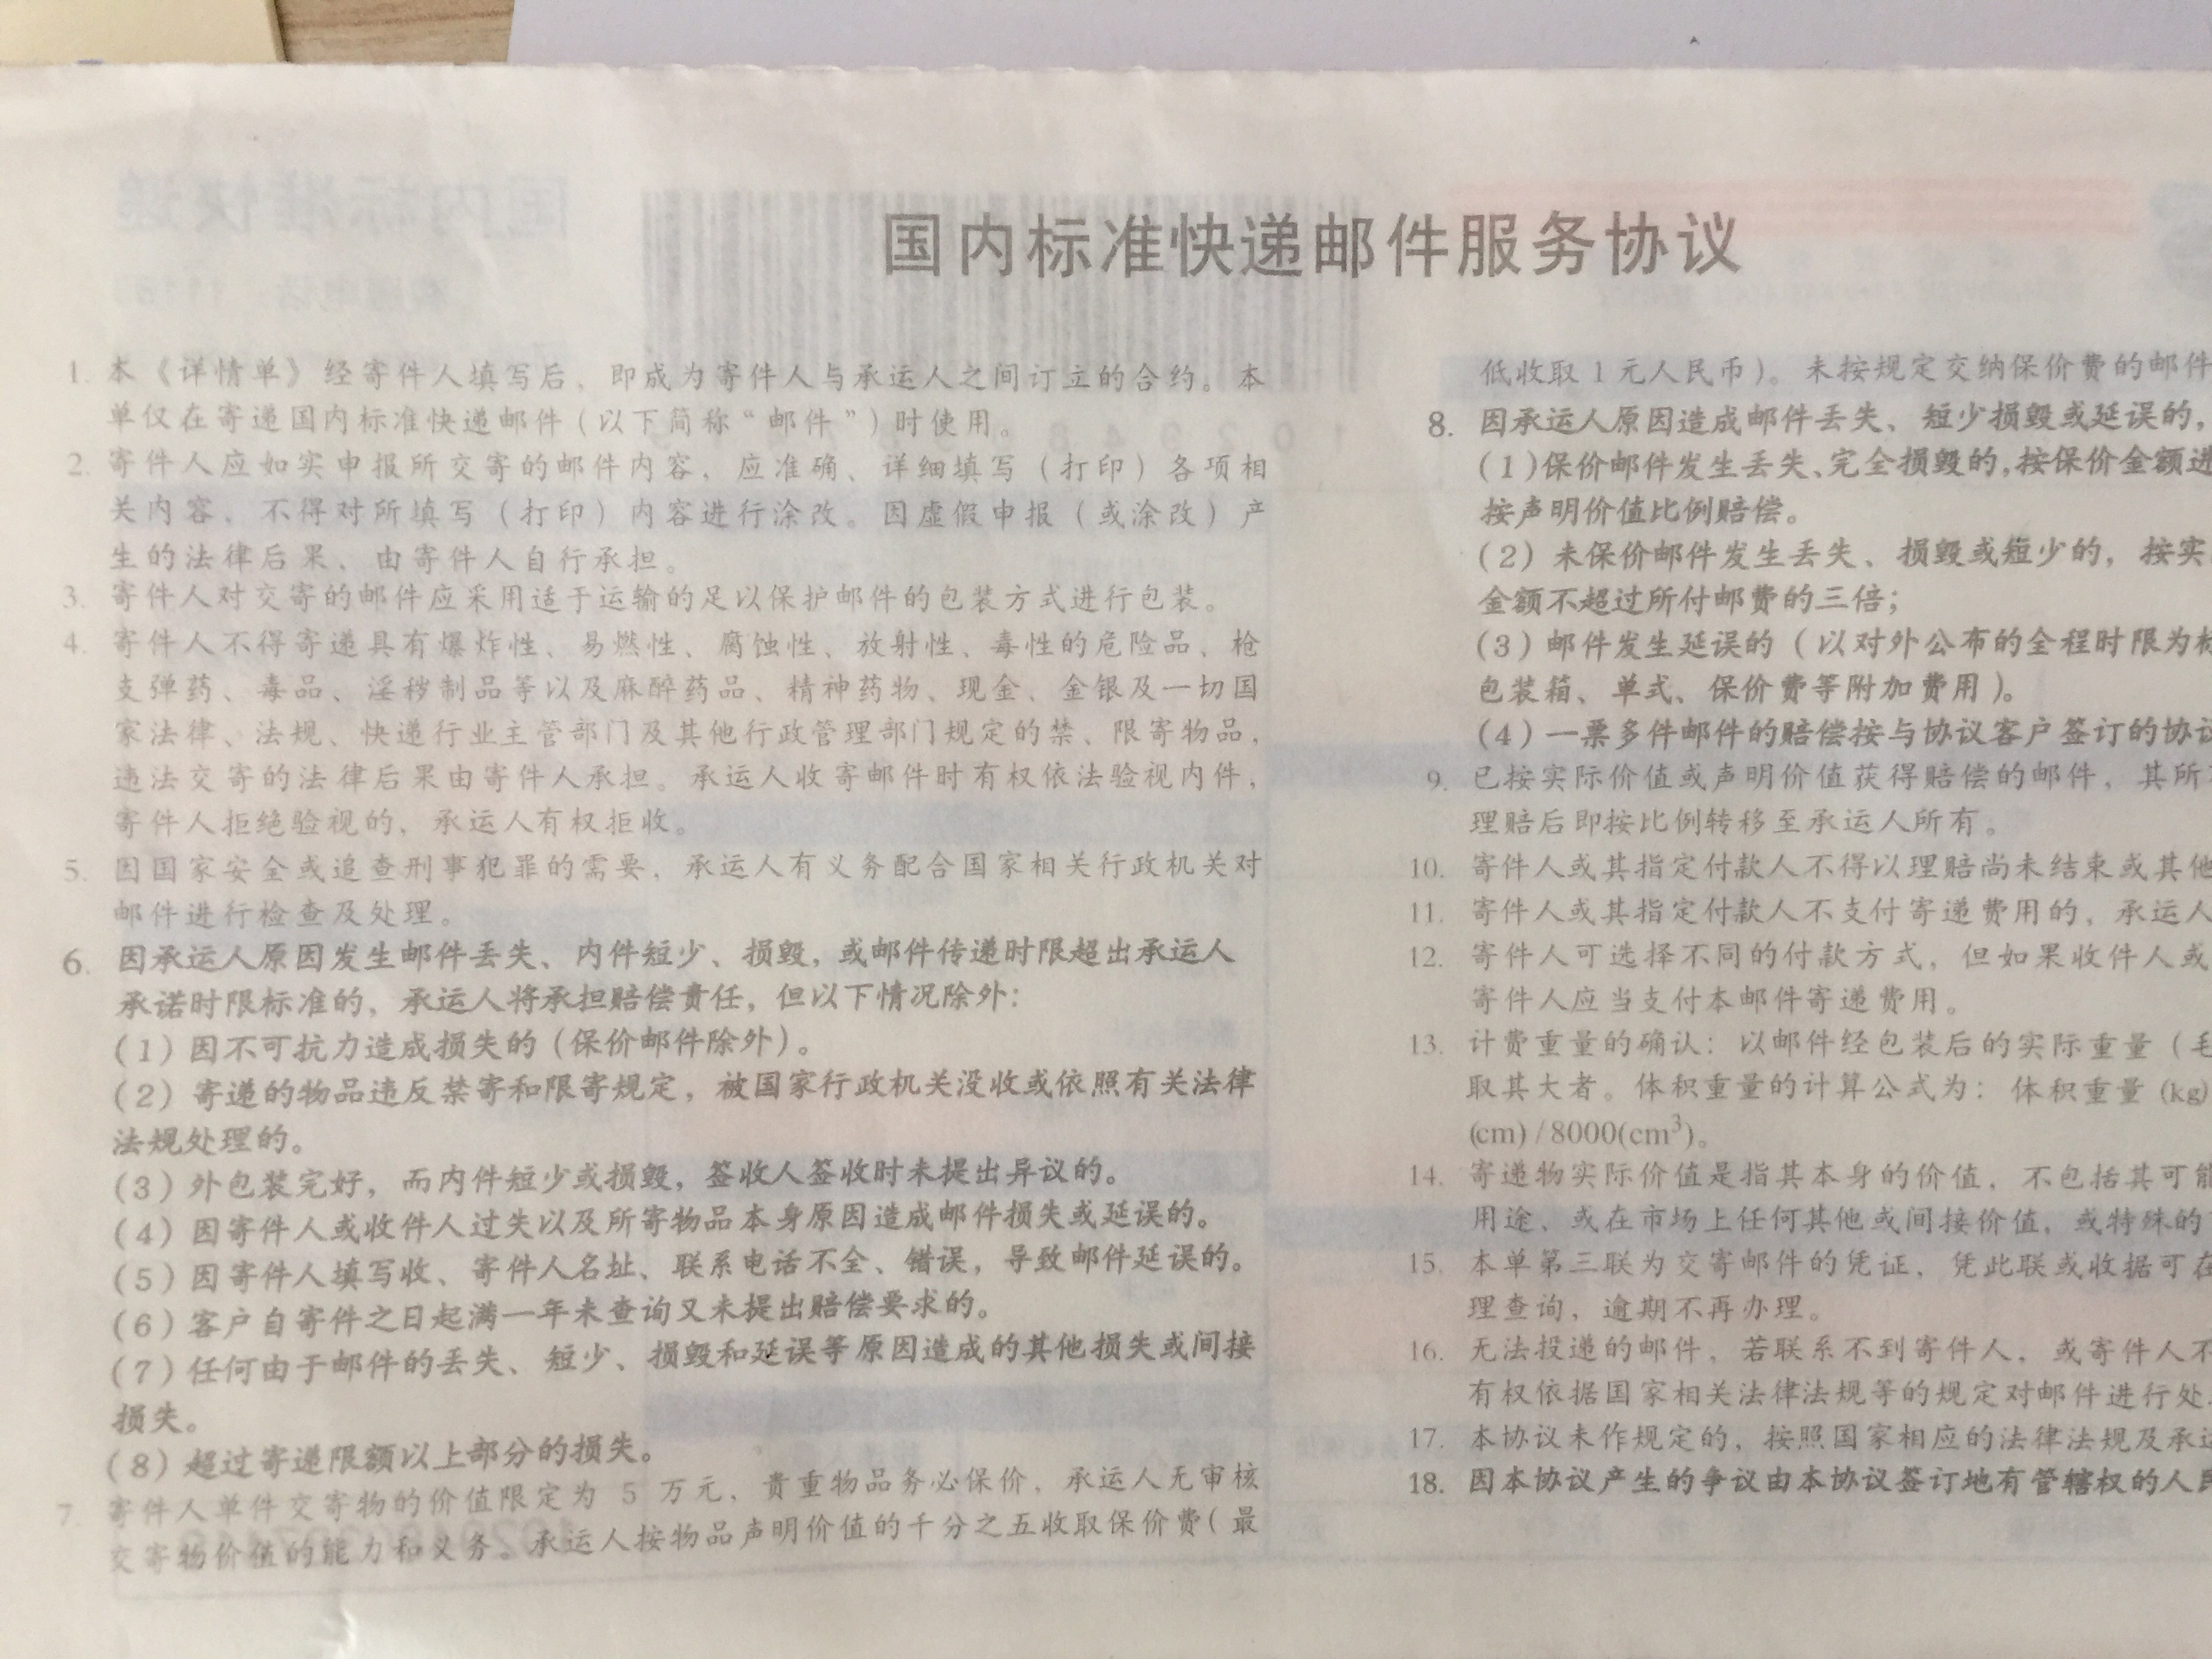 国内标准快递邮件服务协议
1. 本《详情单》经寄件人填写后，即成为寄件人与承运人之间订立的合约。本
单仅在寄递国内标准快递邮件（以下简称“邮件”）时使用。
2. 寄件人应如实申报所交寄的邮件内容，应准确、详细填写（打印）各项相
关内容，不得对所填写（打印）内容进行涂改。因虚假申报（或涂改）产
生的法律后果，由寄件人自行承担。
3. 寄件人对交寄的邮件应采用适于运输的足以保护邮件的包装方式进行包装。
4. 寄件人不得寄递具有爆炸性、易燃性、腐蚀性、放射性、毒性的危险品，枪
支弹药、毒品、淫秽制品等以及麻醉药品、精神药物、现金、金银及一切国
家法律、法规、快递行业主管部门及其他行政管理部门规定的禁、限寄物品，
违法交寄的法律后果由寄件人承担。承运人收寄邮件时有权依法验视内件，
寄件人拒绝验视的，承运人有权拒收。
5. 因国家安全或追查刑事犯罪的需要，承运人有义务配合国家相关行政机关对
邮件进行检查及处理。
6. 因承运人原因发生邮件丢失、内件短少、损毁，或邮件传递时限超出承运人
承诺时限标准的，承运人将承担赔偿责任，但以下情况除外：
（1）因不可抗力造成损失的（保价邮件除外）。
（2）寄递的物品违反禁寄和限寄规定，被国家行政机关没收或依照有关法律
法规处理的。
（3）外包装完好，而内件短少或损毁，签收人签收时未提出异议的。
（4）因寄件人或收件人过失以及所寄物品本身原因造成邮件损失或延误的。
（5）因寄件人填写收、寄件人名址、联系电话不全、错误，导致邮件延误的。
（6）客户自寄件之日起满一年未查询又未提出赔偿要求的。
（7）任何由于邮件的丢失、短少、损毁和延误等原因造成的其他损失或间接
损失。
（8）超过寄递限额以上部分的损失。
7. 寄件人单件交寄物的价值限定为 5 万元，贵重物品务必保价，承运人无审核
交寄物价值的能力和义务。承运人按物品声明价值的千分之五收取保价费（最
低收取 1 元人民币）。未按规定交纳保价费的邮件
8. 因承运人原因造成邮件丢失、短少损毁或延误的，
（1）保价邮件发生丢失、完全损毁的，按保价金额进
按声明价值比例赔偿。
（2）未保价邮件发生丢失、损毁或短少的，按实
金额不超过所付邮费的三倍；
（3）邮件发生延误的（以对外公布的全程时限为
包装箱、单式、保价费等附加费用）。
（4）一票多件邮件的赔偿按与协议客户签订的协议
9. 已按实际价值或声明价值获得赔偿的邮件，其所
理赔后即按比例转移至承运人所有。
10. 寄件人或其指定付款人不得以理赔尚未结束或其他
11. 寄件人或其指定付款人不支付寄递费用的，承运人
12. 寄件人可选择不同的付款方式，但如果收件人或
寄件人应当支付本邮件寄递费用。
13. 计费重量的确认：以邮件经包装后的实际重量（毛
取其大者。体积重量的计算公式为：体积重量(kg)
(cm)/8000(cm³)。
14. 寄递物实际价值是指其本身的价值，不包括其可能
用途、或在市场上任何其他或间接价值，或特殊的
15. 本单第三联为交寄邮件的凭证，凭此联或收据可在
理查询，逾期不再办理。
16. 无法投递的邮件，若联系不到寄件人，或寄件人不
有权依据国家相关法律法规等的规定对邮件进行处
17. 本协议未作规定的，按照国家相应的法律法规及承运
18. 因本协议产生的争议由本协议签订地有管辖权的人民